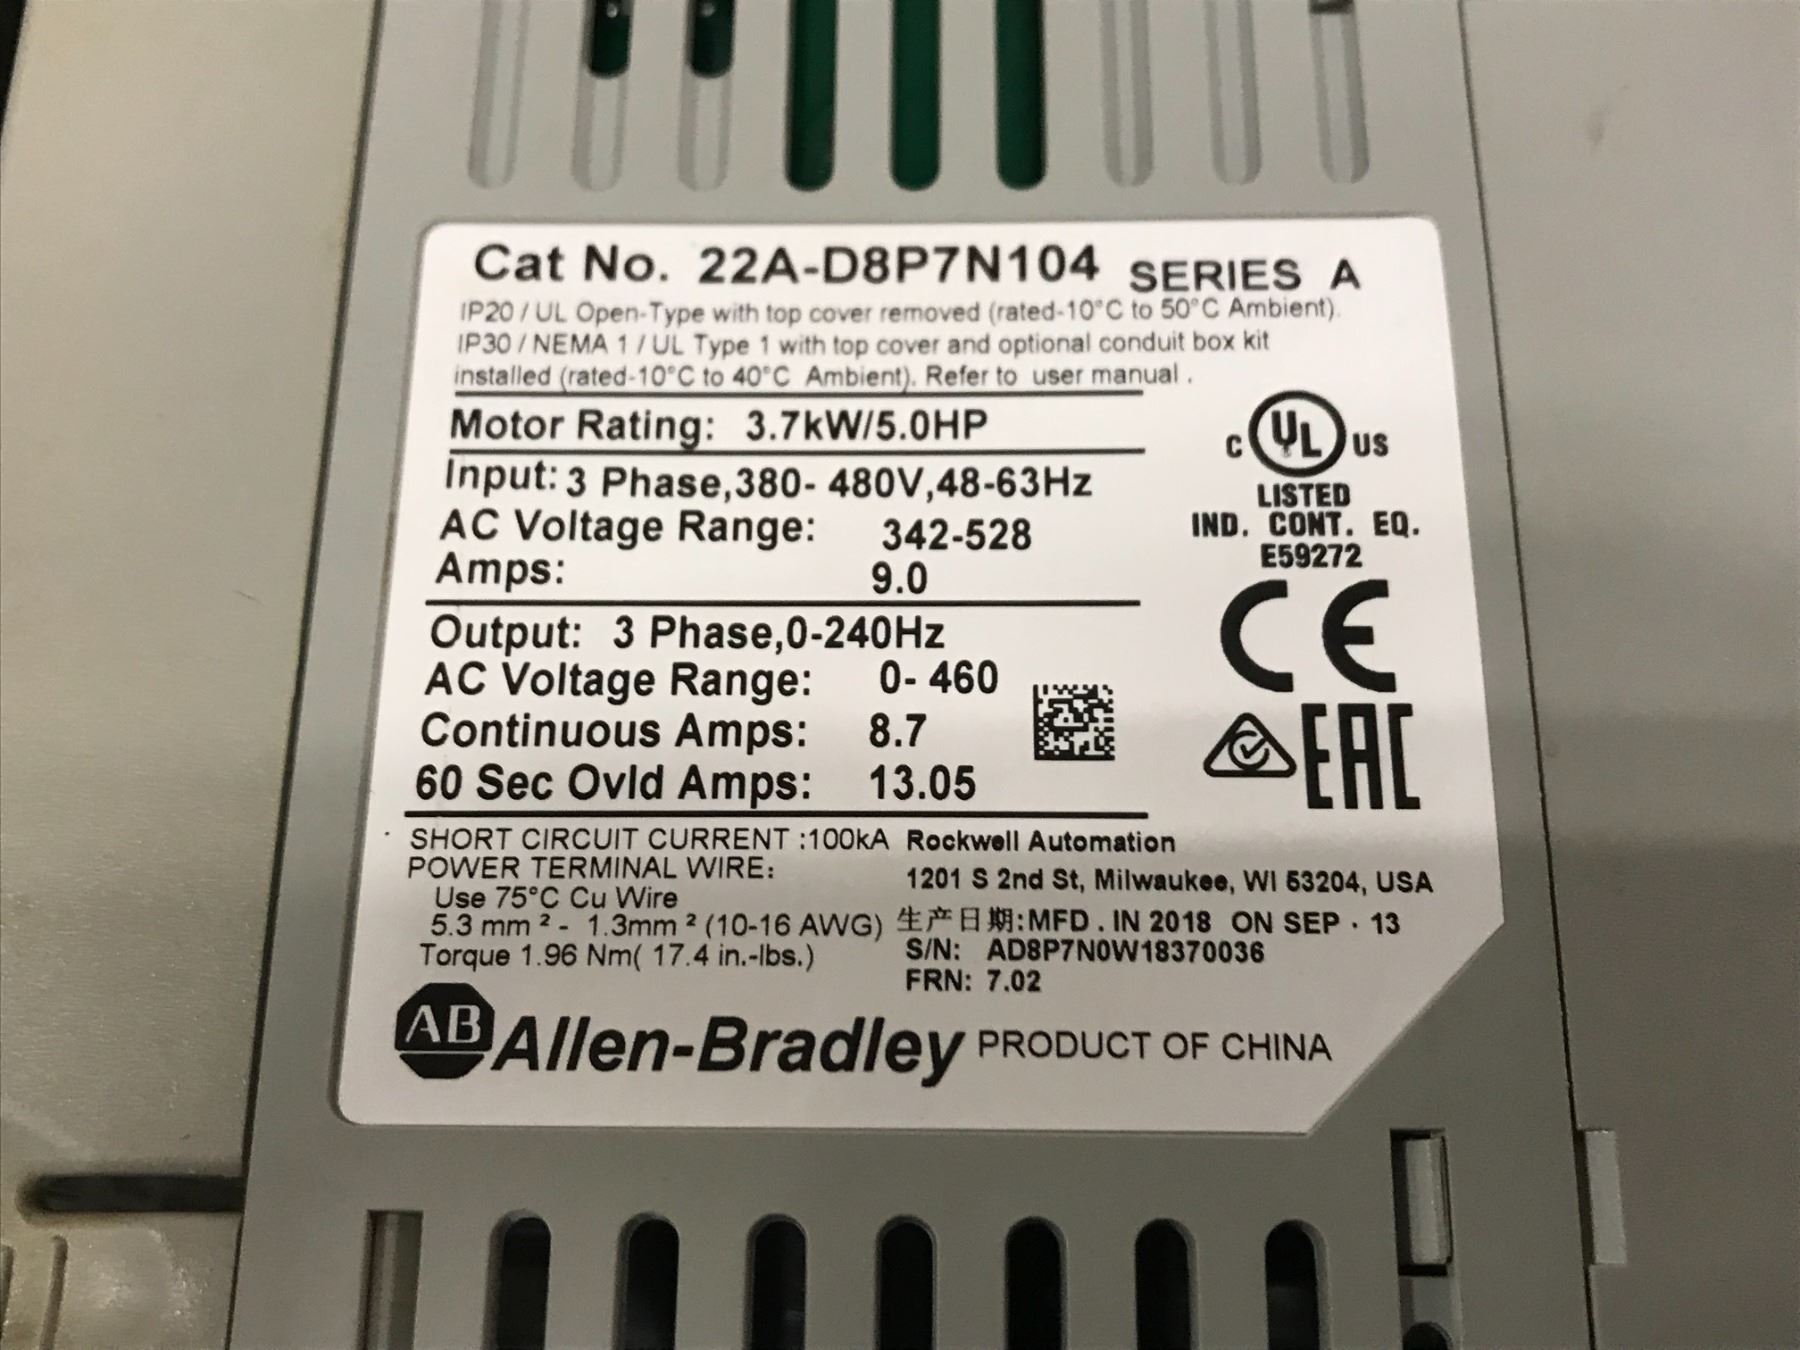 Cat No. 22A-D8P7N104 SERIES A
IP20 / UL Open-Type with top cover removed (rated-10°C to 50°C Ambient).
IP30 / NEMA 1 / UL Type 1 with top cover and optional conduit box kit
installed (rated-10°C to 40°C Ambient). Refer to user manual .
Motor Rating: 3.7kW/5.0HP
Input: 3 Phase,380- 480V,48-63Hz
AC Voltage Range: 342-528
Amps: 9.0
C UL US
LISTED
IND. CONT. EQ.
E59272
CE
EAC
Output: 3 Phase,0-240Hz
AC Voltage Range: 0- 460
Continuous Amps: 8.7
60 Sec Ovld Amps: 13.05
SHORT CIRCUIT CURRENT :100kA
POWER TERMINAL WIRE:
Use 75°C Cu Wire
5.3 mm ² - 1.3mm ² (10-16 AWG)
Torque 1.96 Nm( 17.4 in.-lbs.)
Rockwell Automation
1201 S 2nd St, Milwaukee, WI 53204, USA
生产日期:MFD . IN 2018 ON SEP · 13
S/N: AD8P7N0W18370036
FRN: 7.02
AB Allen-Bradley PRODUCT OF CHINA